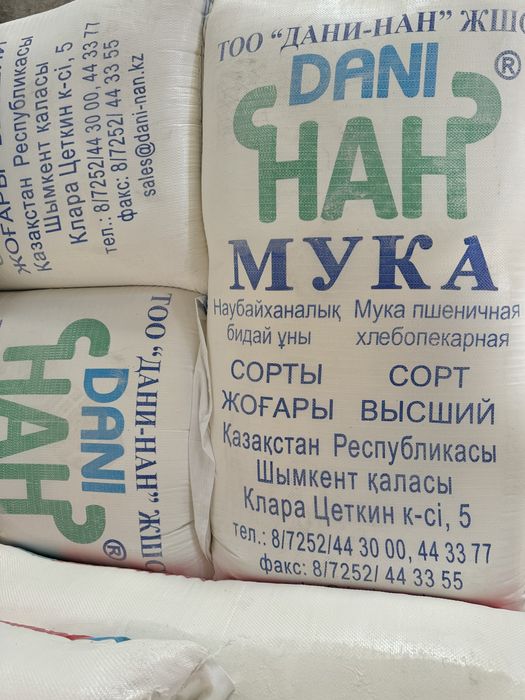 ТОО "ДАНИ-НАН" ЖШС
DANI
НАН ®
МУКА
Наубайханалық бидай ұны
Мука пшеничная хлебопекарная
СОРТЫ ЖОҒАРЫ
СОРТ ВЫСШИЙ
Қазақстан Республикасы
Шымкент қаласы
Клара Цеткин к-сі, 5
тел.: 8/7252/44 30 00, 44 33 77
факс: 8/7252/ 44 33 55
ЖОҒАРЫ
Қазақстан Республикасы
Шымкент қаласы
Клара Цеткин к-сі, 5
тел.: 8/7252/44 30 00, 44 33 77
факс: 8/7252/ 44 33 55
sales@dani-nan.kz
ТОО "ДАНИ-НАН" ЖШС
DANI
НАН ®